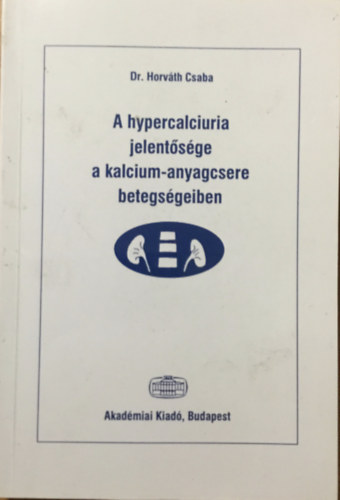 Dr. Horváth Csaba
A hypercalciuria
jelentősége
a kalcium-anyagcsere
betegségeiben
Akadémiai Kiadó, Budapest